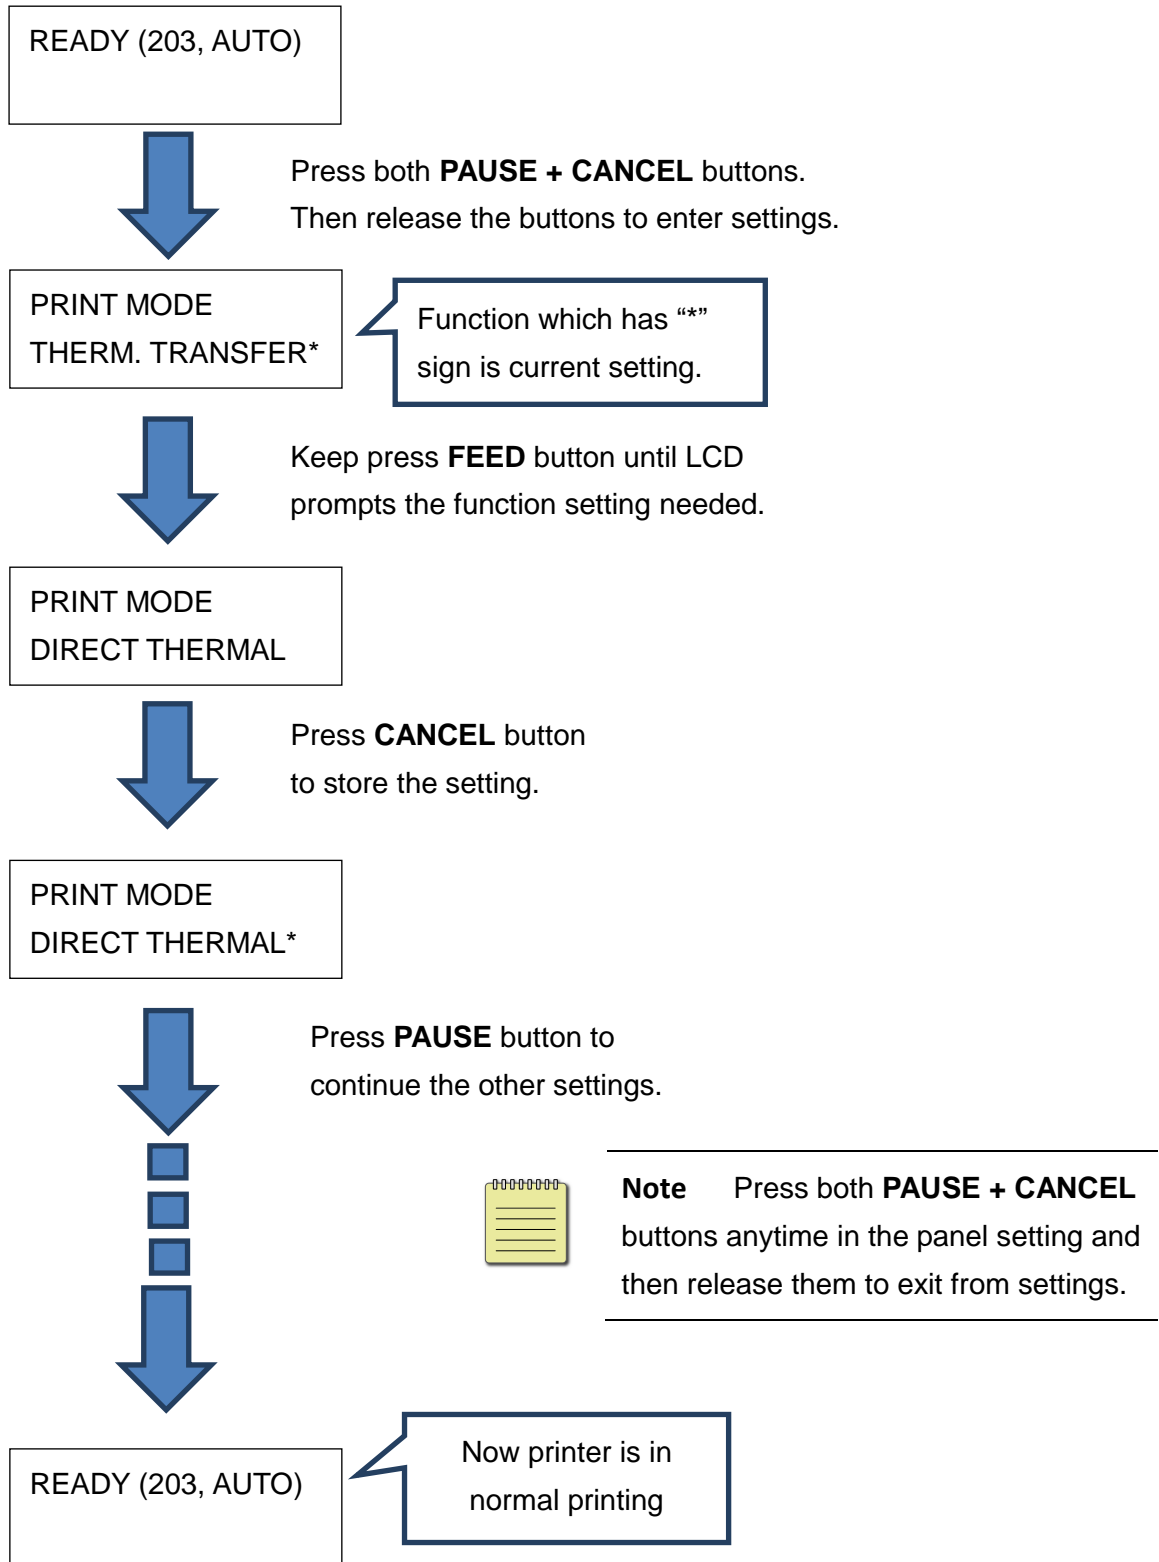 READY (203, AUTO)
Press both PAUSE + CANCEL buttons.
Then release the buttons to enter settings.
PRINT MODE
THERM. TRANSFER*
Function which has “*”
sign is current setting.
Keep press FEED button until LCD
prompts the function setting needed.
PRINT MODE
DIRECT THERMAL
Press CANCEL button
to store the setting.
PRINT MODE
DIRECT THERMAL*
Press PAUSE button to
continue the other settings.
Note Press both PAUSE + CANCEL
buttons anytime in the panel setting and
then release them to exit from settings.
Now printer is in
normal printing
READY (203, AUTO)